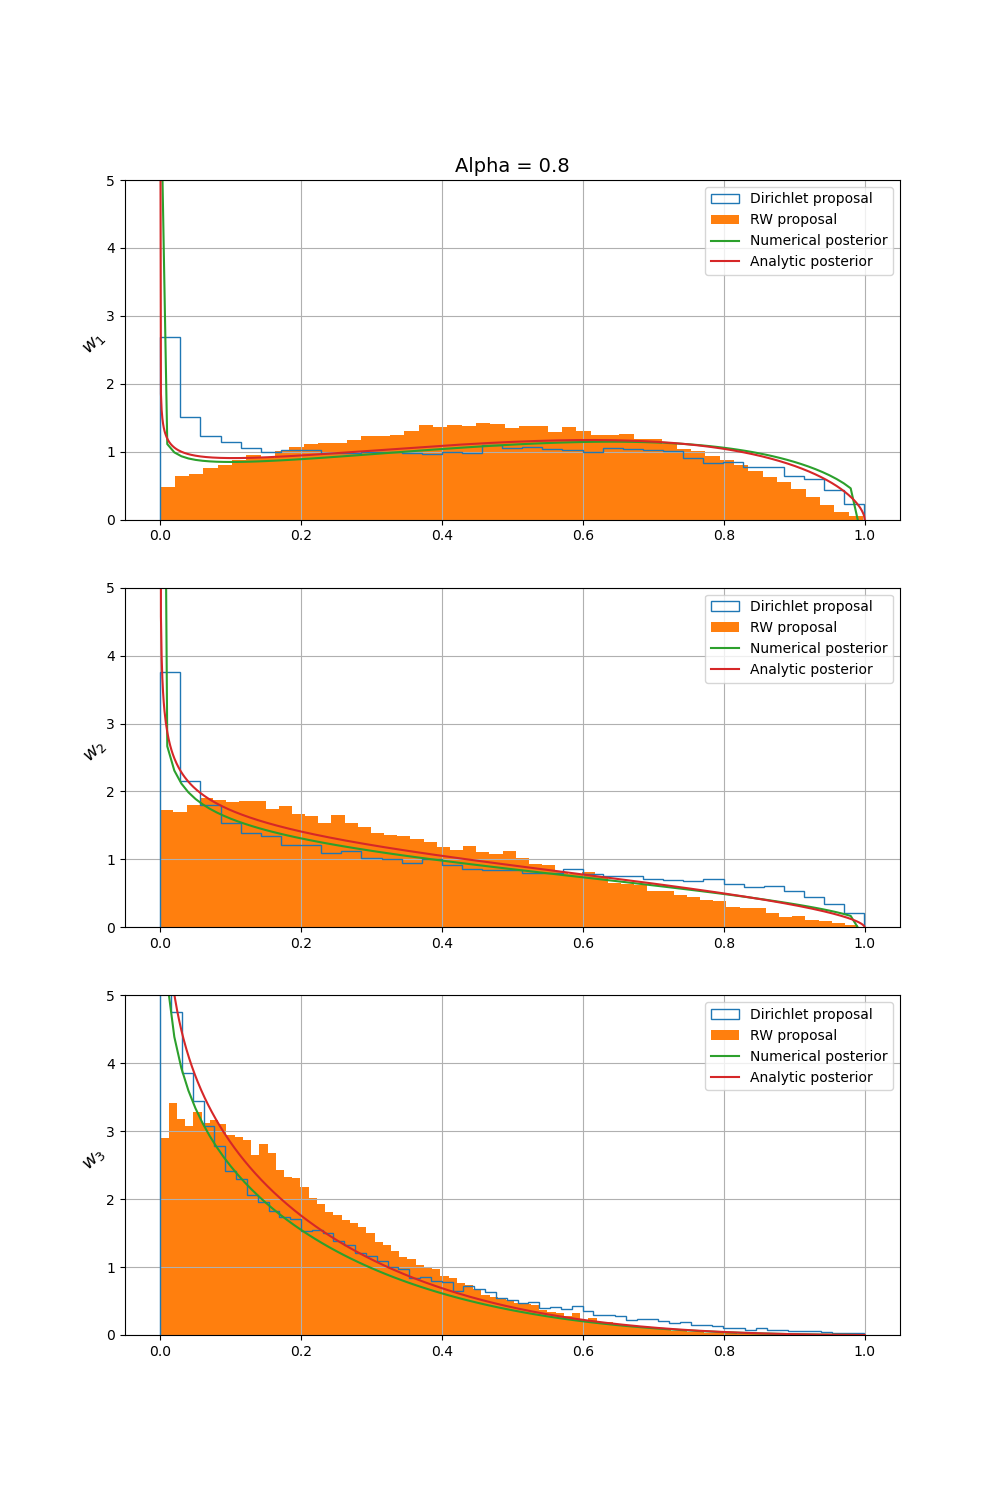 Alpha = 0.8
5
4
3
2
1
0
w₁
Dirichlet proposal
RW proposal
Numerical posterior
Analytic posterior
0.0 0.2 0.4 0.6 0.8 1.0
5
4
3
2
1
0
w₂
Dirichlet proposal
RW proposal
Numerical posterior
Analytic posterior
0.0 0.2 0.4 0.6 0.8 1.0
5
4
3
2
1
0
w₃
Dirichlet proposal
RW proposal
Numerical posterior
Analytic posterior
0.0 0.2 0.4 0.6 0.8 1.0